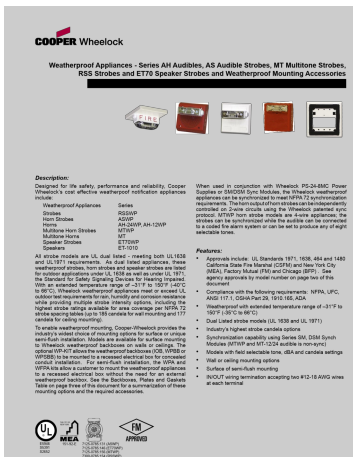 COOPER Wheelock
Weatherproof Appliances - Series AH Audibles, AS Audible Strobes, MT Multitone Strobes,
RSS Strobes and ET70 Speaker Strobes and Weatherproof Mounting Accessories
FIRE
Description:
Designed for life safety, performance and reliability, Cooper
Wheelock's cost effective weatherproof notification appliances
include:
Weatherproof Appliances Series
Strobes RSSWP
Horn Strobes ASWP
Horns AH-24WP, AH-12WP
Multitone Horn Strobes MTWP
Multitone Horns MT
Speaker Strobes ET70WP
Speakers ET-1010
All strobe models are UL dual listed - meeting both UL1638
and UL1971 requirements. As dual listed appliances, these
weatherproof strobes, horn strobes and speaker strobes are listed
for outdoor applications under UL 1638 as well as under UL 1971,
the Standard for Safety Signaling Devices for Hearing Impaired.
With an extended temperature range of –31°F to 150°F (-40°C
to 66°C), Wheelock weatherproof appliances meet or exceed UL
outdoor test requirements for rain, humidity and corrosion resistance
while providing multiple strobe intensity options, including the
highest strobe ratings available for area coverage per NFPA 72
strobe spacing tables (up to 185 candela for wall mounting and 177
candela for ceiling mounting).
To enable weatherproof mounting, Cooper-Wheelock provides the
industry's widest choice of mounting options for surface or unique
semi-flush installation. Models are available for surface mounting
to Wheelock weatherproof backboxes on walls or ceilings. The
optional WP-KIT allows the weatherproof backboxes (IOB, WPBB or
WPSBB) to be mounted to a recessed electrical box for concealed
conduit installation. For semi-flush installation, the WPA and
WFPA kits allow a customer to mount the weatherproof appliances
to a recessed electrical box without the need for an external
weatherproof backbox. See the Backboxes, Plates and Gaskets
Table on page three of this document for a summarization of these
mounting options and the required accessories.
When used in conjunction with Wheelock PS-24-8MC Power
Supplies or SM/DSM Sync Modules, the Wheelock weatherproof
appliances can be synchronized to meet NFPA 72 synchronization
requirements. The horn output of horn strobes can be independently
controlled on 2-wire circuits using the Wheelock patented sync
protocol. MTWP horn strobe models are 4-wire appliances; the
strobes can be synchronized while the audible can be connected
to a coded fire alarm system or can be set to produce any of eight
selectable tones.
Features:
• Approvals include: UL Standards 1971, 1638, 464 and 1480
California State Fire Marshal (CSFM) and New York City
(MEA), Factory Mutual (FM) and Chicago (BFP) . See
agency approvals by model number on page two of this
document
• Compliance with the following requirements: NFPA, UFC,
ANSI 117.1, OSHA Part 29, 1910.165, ADA
• Weatherproof with extended temperature range of –31°F to
150°F (-35°C to 66°C)
• Dual Listed strobe models (UL 1638 and UL 1971)
• Industry's highest strobe candela options
• Synchronization capability using Series SM, DSM Synch
Modules (MTWP and MT-12/24 audible is non-sync)
• Models with field selectable tone, dBA and candela settings
• Wall or ceiling mounting options
• Surface of semi-flush mounting
• IN/OUT wiring termination accepting two #12-18 AWG wires
at each terminal
UL
MEA
FM
APPROVED